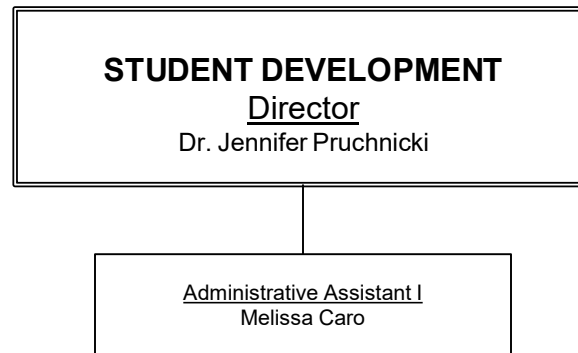 STUDENT DEVELOPMENT
Director
Dr. Jennifer Pruchnicki
Administrative Assistant I
Melissa Caro